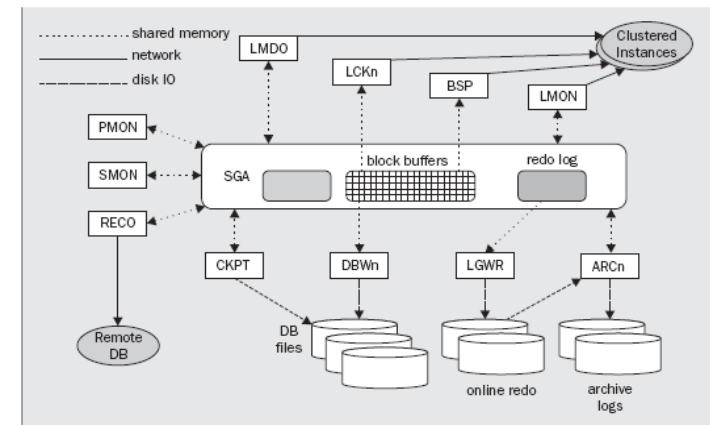 shared memory
network
disk IO
LMDO
CKMD
LCKn
BSP
LMON
Clustered
Instances
PMON
SMON
RECO
SGA
block buffers
redo log
CKPT
DBWn
LGWR
ARCn
Remote
DB
DB
files
online redo
archive
logs